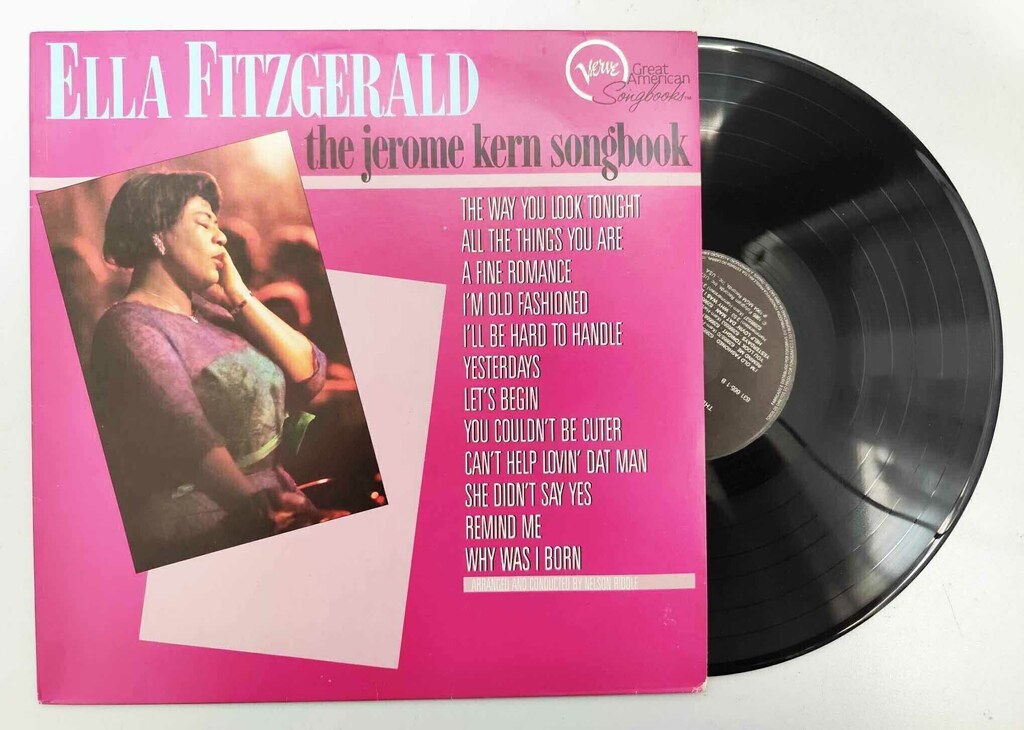 ELLA FITZGERALD
Verve
Great
American
Songbooks
the jerome kern songbook
THE WAY YOU LOOK TONIGHT
ALL THE THINGS YOU ARE
A FINE ROMANCE
I'M OLD FASHIONED
I'LL BE HARD TO HANDLE
YESTERDAYS
LET'S BEGIN
YOU COULDN'T BE CUTER
CAN'T HELP LOVIN' DAT MAN
SHE DIDN'T SAY YES
REMIND ME
WHY WAS I BORN
ARRANGED AND CONDUCTED BY NELSON RIDDLE